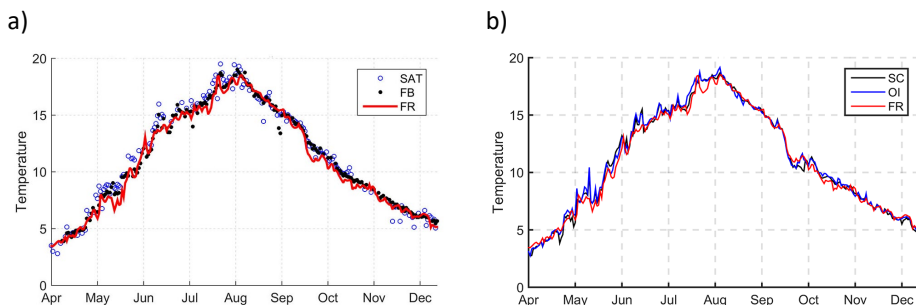 a)
20
15
10
5
0
Temperature
SAT
FB
FR
Apr May Jun Jul Aug Sep Oct Nov Dec
b)
20
15
10
5
0
Temperature
SC
OI
FR
Apr May Jun Jul Aug Sep Oct Nov Dec